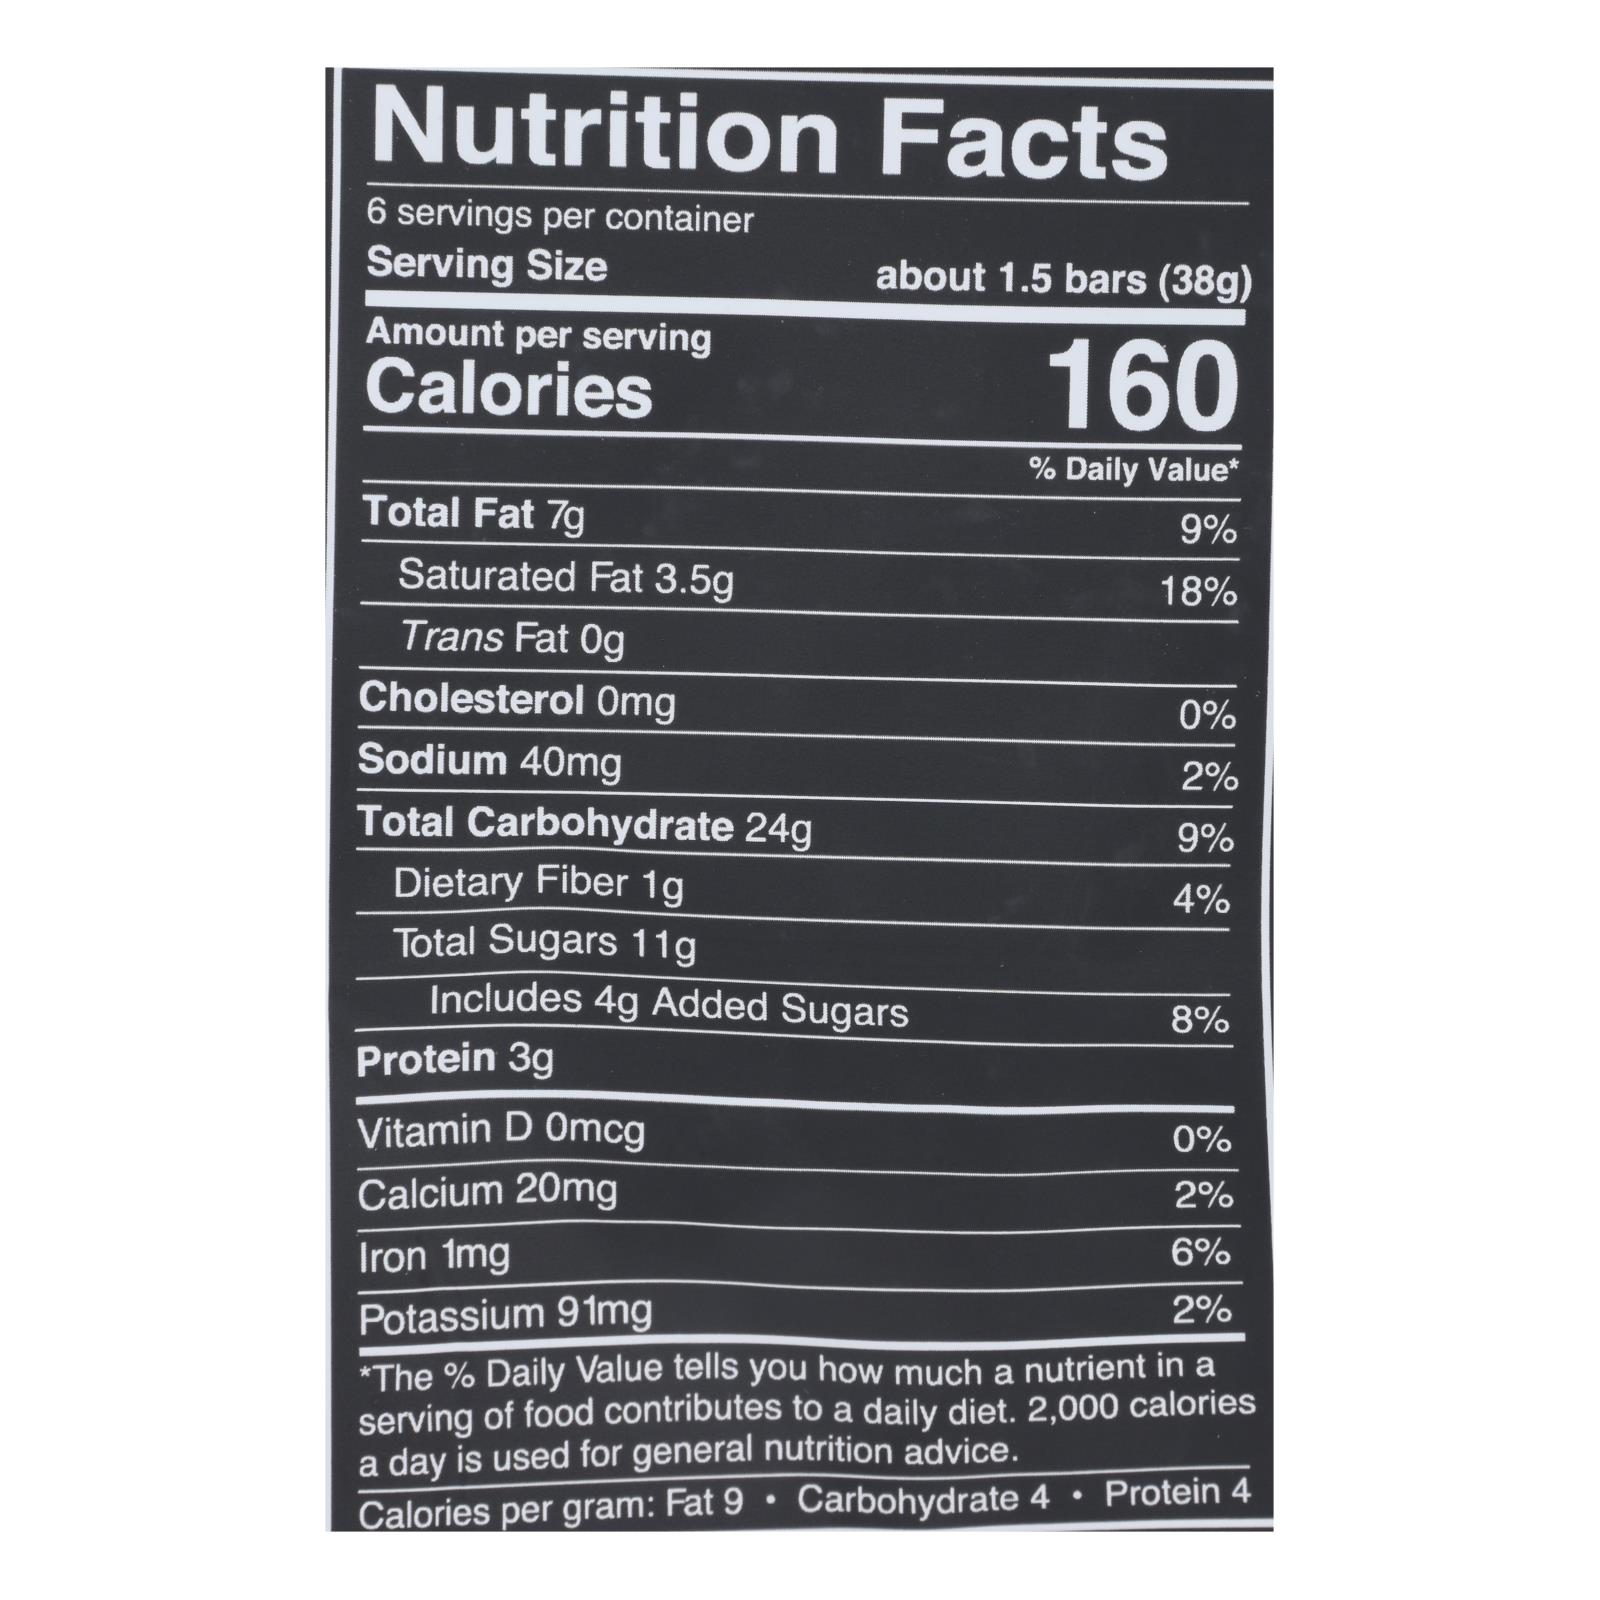 Nutrition Facts
6 servings per container
Serving Size about 1.5 bars (38g)
Amount per serving
Calories 160
% Daily Value*
Total Fat 7g 9%
Saturated Fat 3.5g 18%
Trans Fat 0g
Cholesterol 0mg 0%
Sodium 40mg 2%
Total Carbohydrate 24g 9%
Dietary Fiber 1g 4%
Total Sugars 11g
Includes 4g Added Sugars 8%
Protein 3g
Vitamin D 0mcg 0%
Calcium 20mg 2%
Iron 1mg 6%
Potassium 91mg 2%
*The % Daily Value tells you how much a nutrient in a
serving of food contributes to a daily diet. 2,000 calories
a day is used for general nutrition advice.
Calories per gram: Fat 9 • Carbohydrate 4 • Protein 4